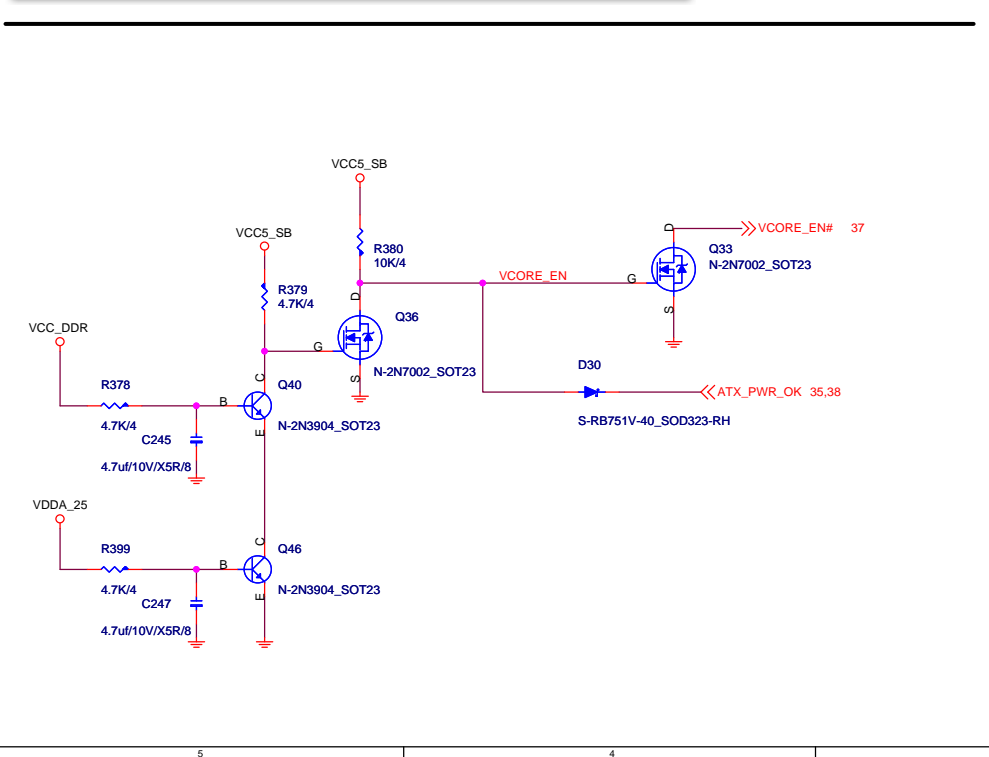 VCC5_SB
VCC5_SB
R380
10K/4
D
VCORE_EN# 37
Q33
N-2N7002_SOT23
G
S
VCORE_EN
R379
4.7K/4
D
Q36
G
N-2N7002_SOT23
S
VCC_DDR
R378
4.7K/4
B
C
Q40
N-2N3904_SOT23
E
C245
4.7uf/10V/X5R/8
D30
S-RB751V-40_SOD323-RH
ATX_PWR_OK 35,38
VDDA_25
R399
4.7K/4
B
C
Q46
N-2N3904_SOT23
E
C247
4.7uf/10V/X5R/8
5
4